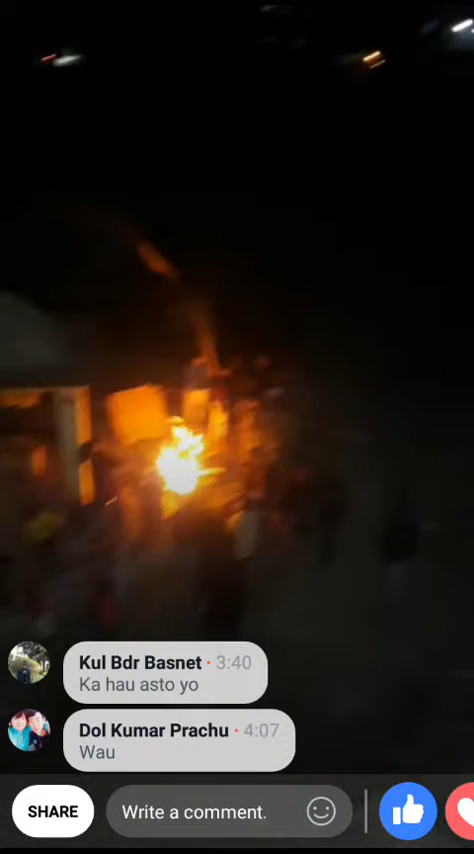 Kul Bdr Basnet · 3:40
Ka hau asto yo
Dol Kumar Prachu · 4:07
Wau
SHARE
Write a comment.